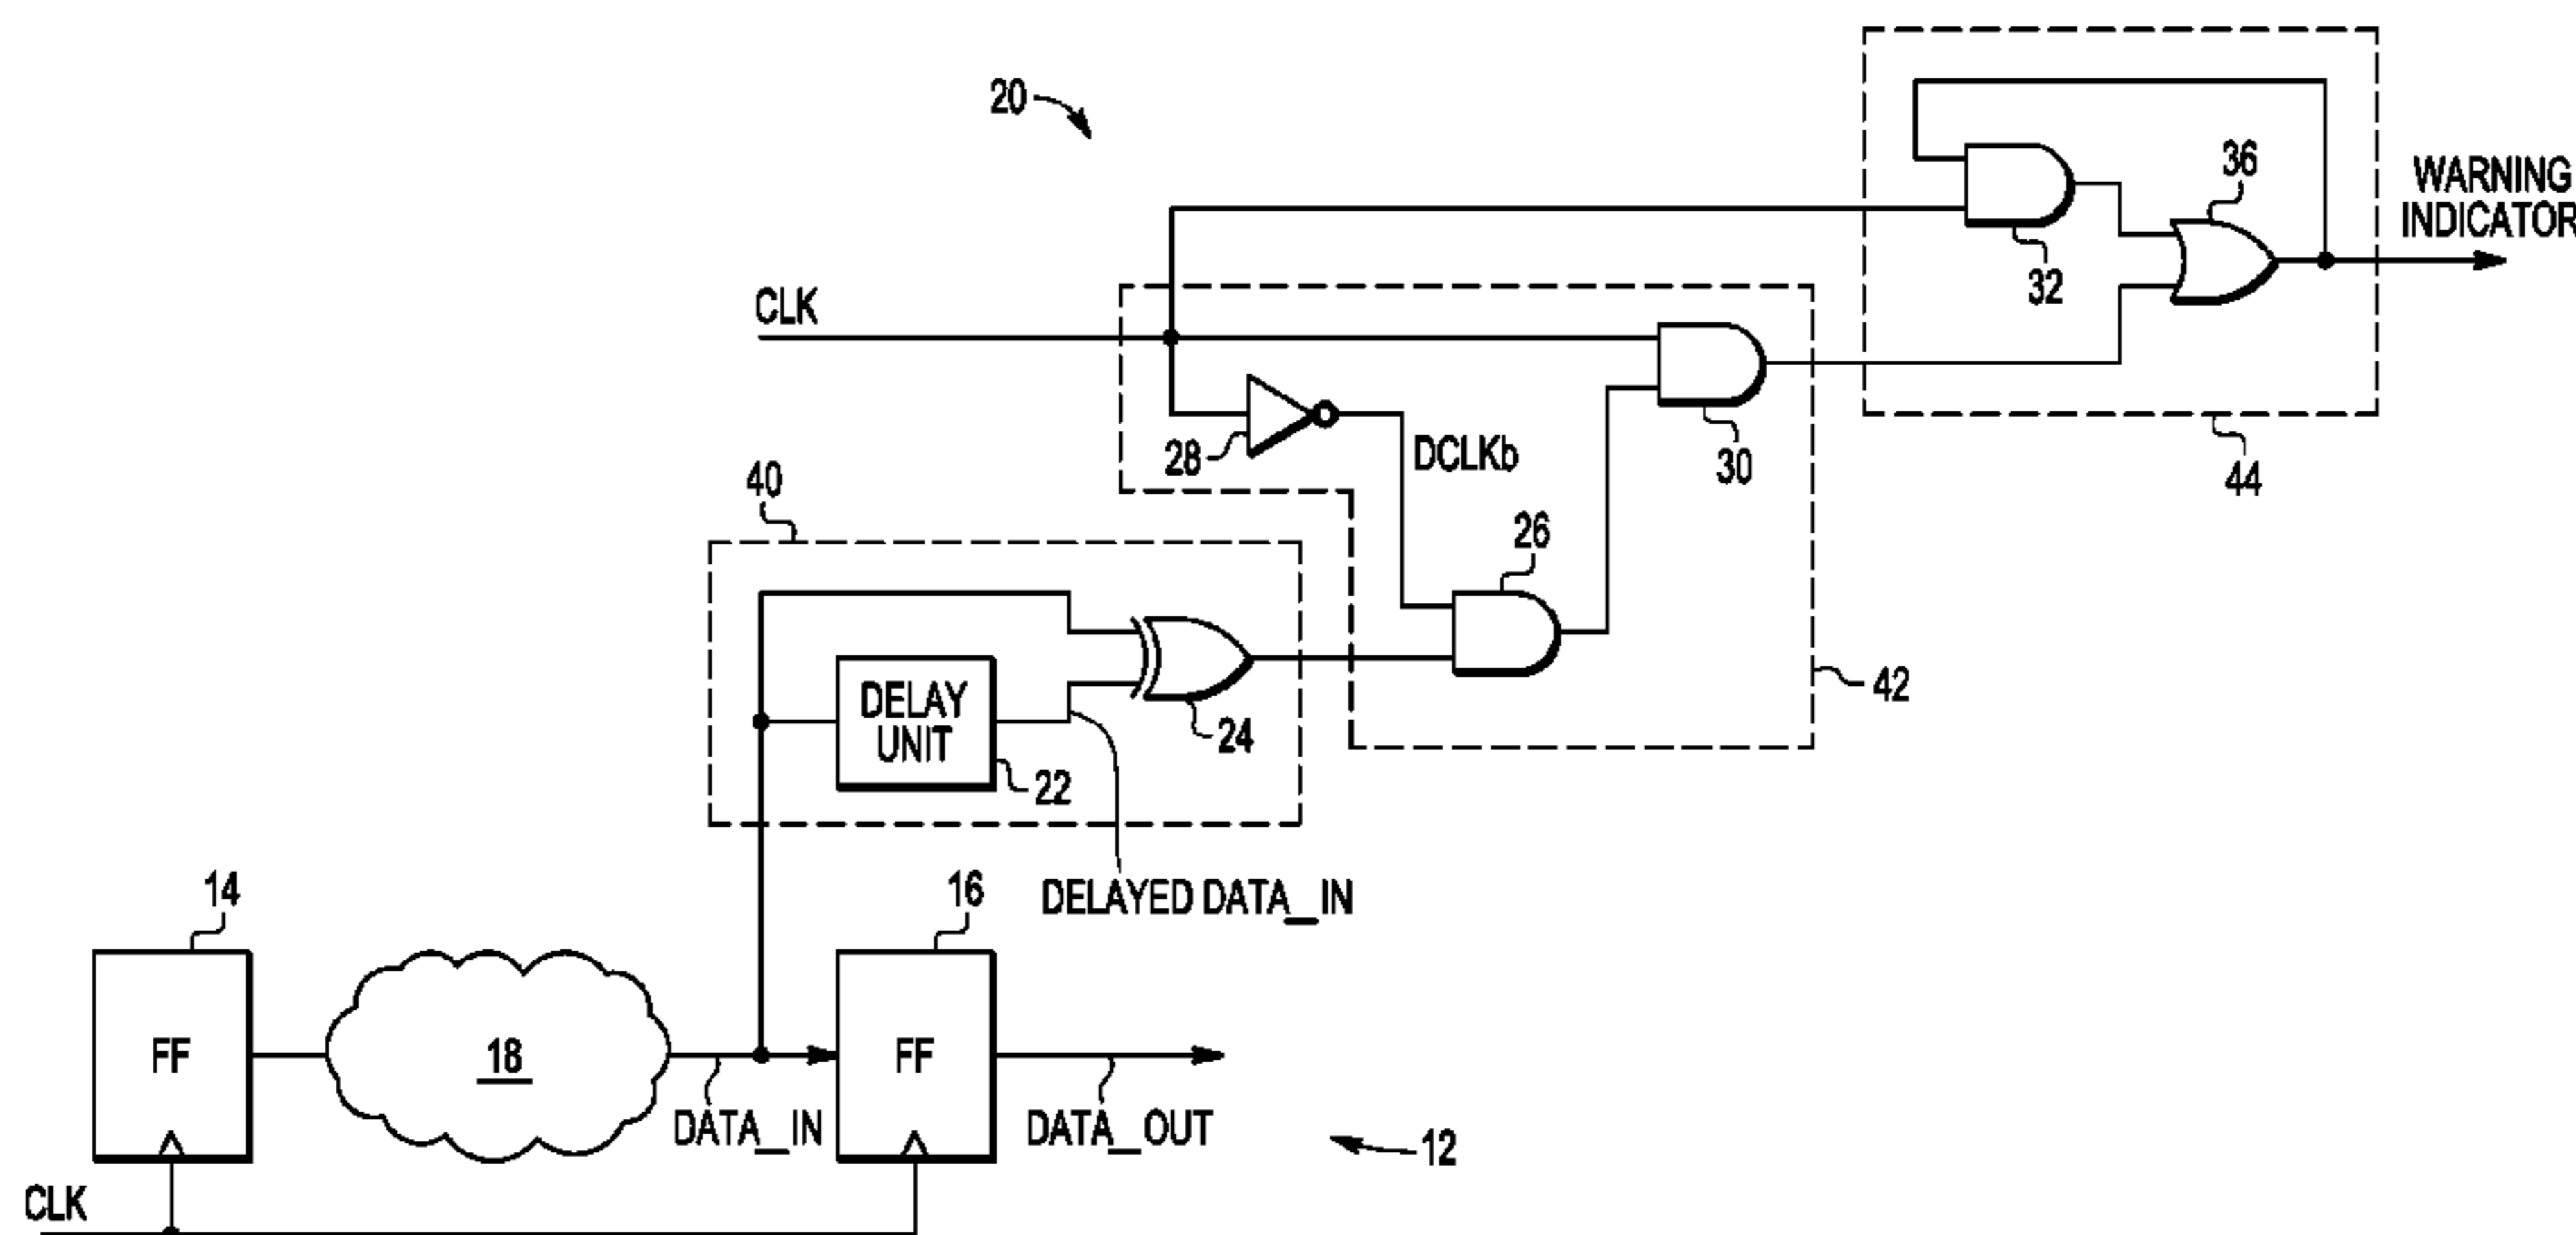 20
36
WARNING
INDICATOR
32
CLK
28
DCLKb
30
44
40
26
DELAY
UNIT
24
42
22
14
16
DELAYED DATA_IN
FF
18
FF
DATA_IN
DATA_OUT
12
CLK